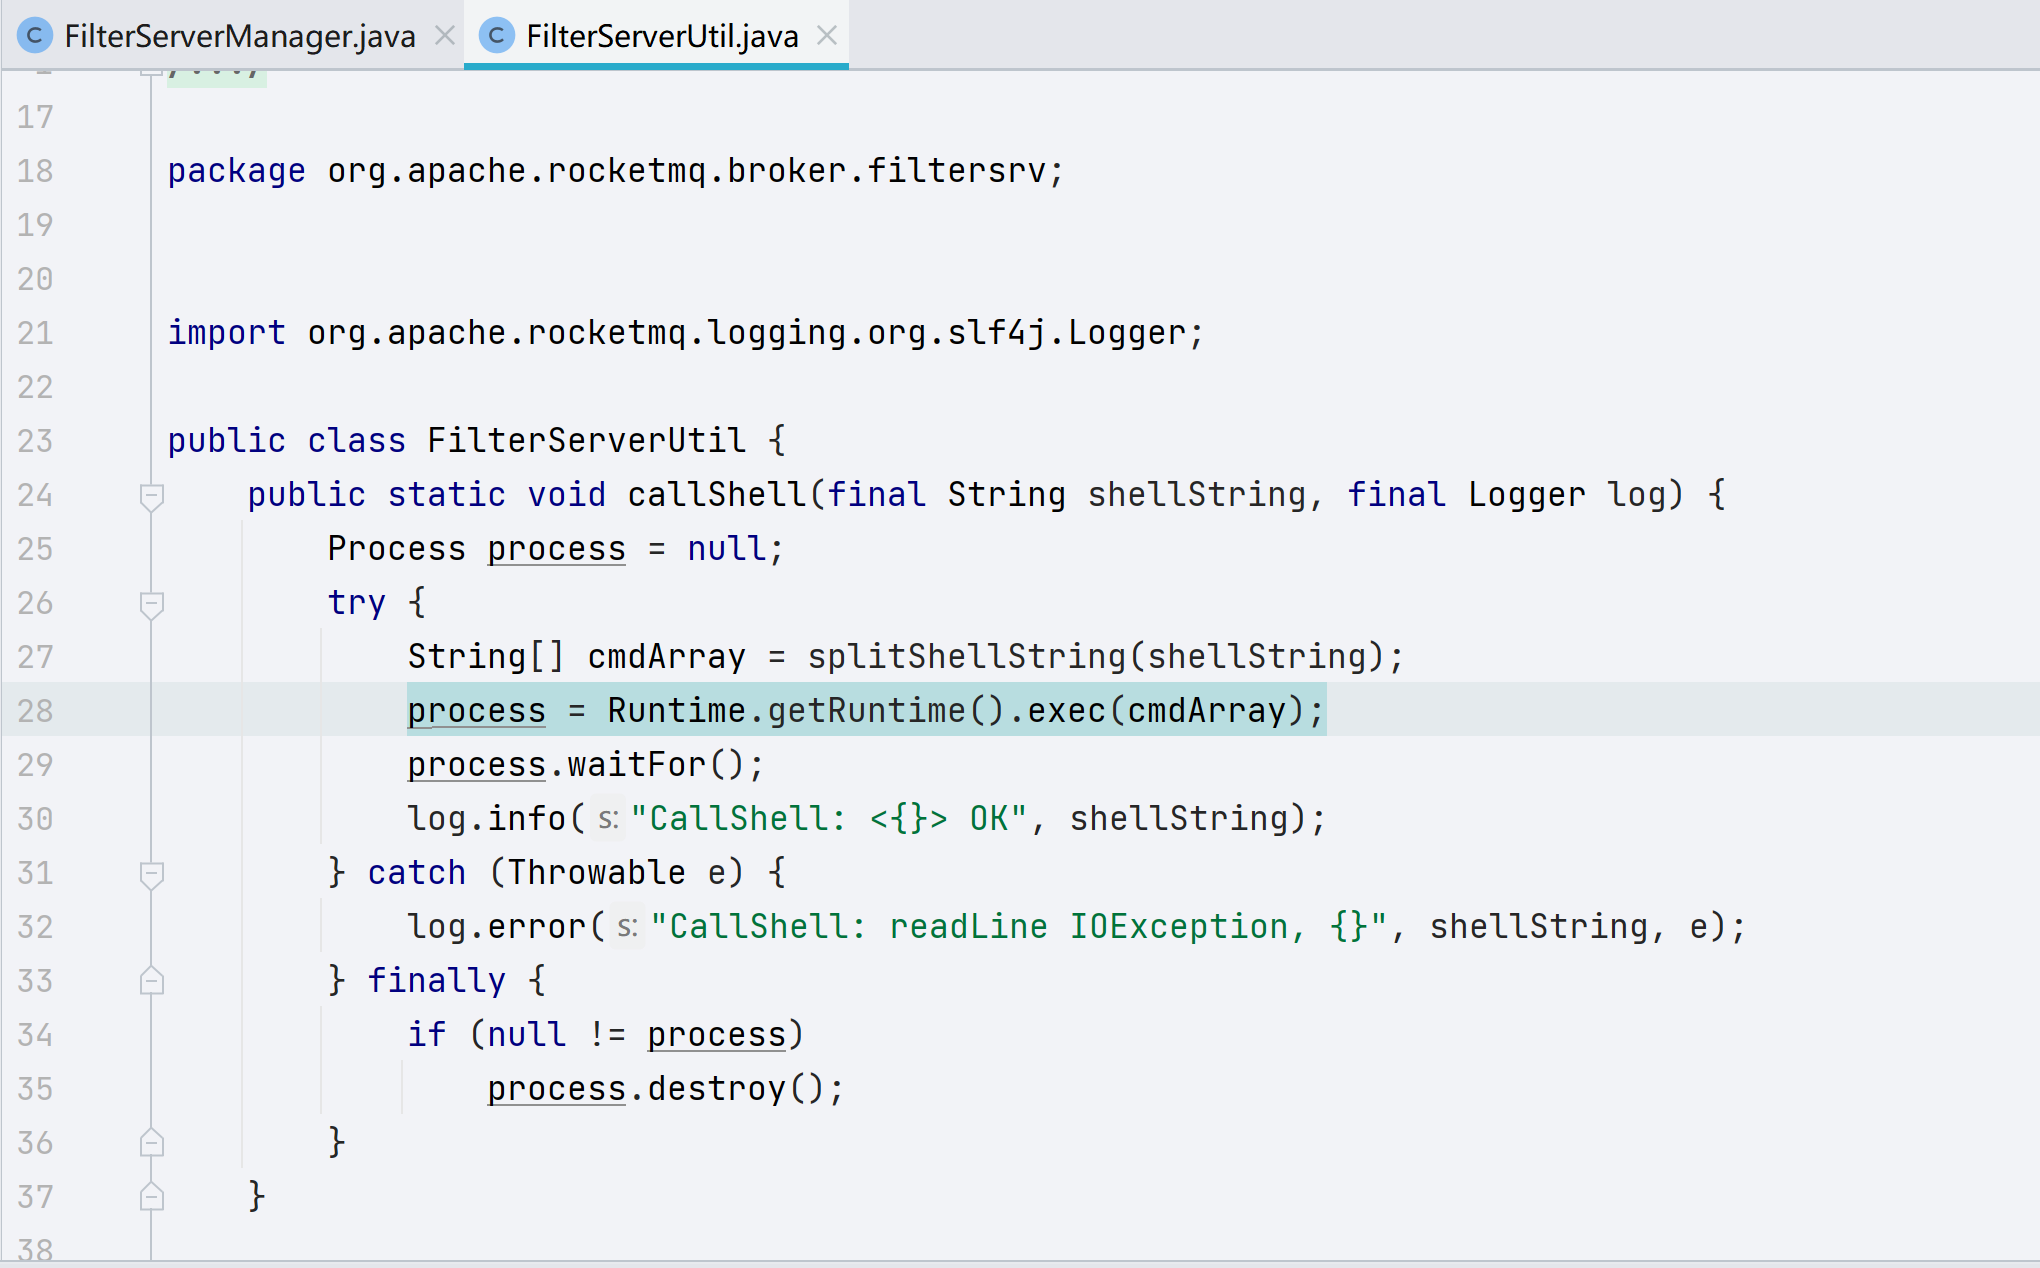 FilterServerManager.java FilterServerUtil.java
17
18 package org.apache.rocketmq.broker.filtersrv;
19
20
21 import org.apache.rocketmq.logging.org.slf4j.Logger;
22
23 public class FilterServerUtil {
24 public static void callShell(final String shellString, final Logger log) {
25 Process process = null;
26 try {
27 String[] cmdArray = splitShellString(shellString);
28 process = Runtime.getRuntime().exec(cmdArray);
29 process.waitFor();
30 log.info( s: "CallShell: <{}> OK", shellString);
31 } catch (Throwable e) {
32 log.error( s: "CallShell: readLine IOException, {}", shellString, e);
33 } finally {
34 if (null != process)
35 process.destroy();
36 }
37 }
38